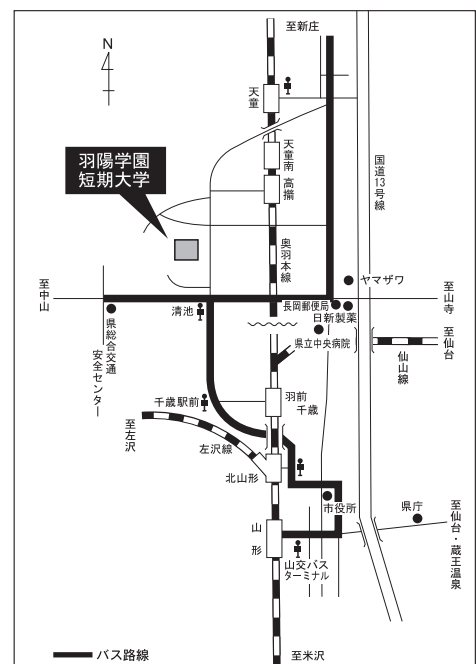 至新庄
N
天童
羽陽学園
短期大学
天童南
高擶
国道13号線
奥羽本線
ヤマザワ
至中山
清池
長岡郵便局
日新製薬
至山寺
県総合交通
安全センター
県立中央病院
至仙台
仙山線
千歳駅前
羽前
千歳
至左沢
左沢線
北山形
市役所
県庁
至仙台・蔵王温泉
山形
山交バス
ターミナル
バス路線
至米沢